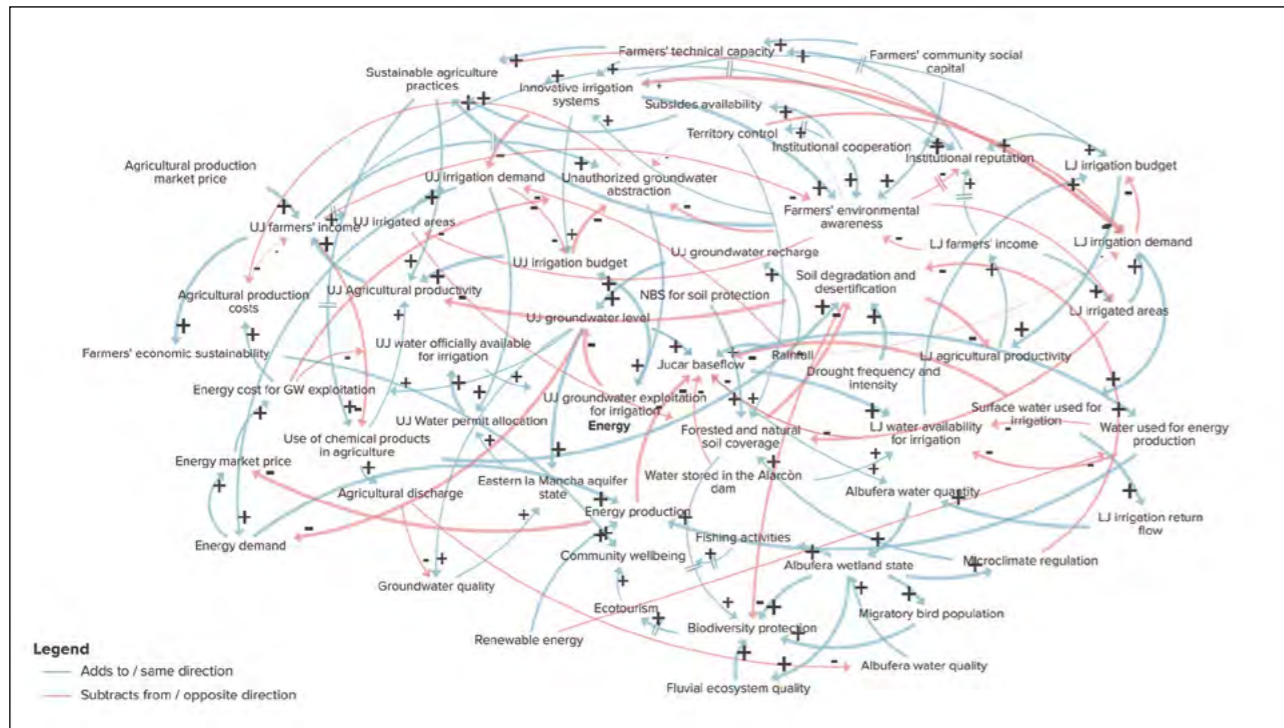 Farmers' technical capacity
Farmers' community social
capital
Sustainable agriculture
practices
Innovative irrigation
systems
Subsides availability
Territory control
Institutional cooperation
Institutional reputation
LJ irrigation budget
Agricultural production
market price
UJ irrigation demand
Unauthorized groundwater
abstraction
Farmers' environmental
awareness
UJ farmers' income
UJ irrigated areas
LJ farmers' income
LJ irrigation demand
UJ irrigation budget
UJ groundwater recharge
Soil degradation and
desertification
Agricultural production
costs
UJ Agricultural productivity
NBS for soil protection
LJ irrigated areas
UJ groundwater level
Farmers' economic sustainability
UJ water officially available
for irrigation
Jucar baseflow
Rainfall
LJ agricultural productivity
Drought frequency and
intensity
Energy cost for GW exploitation
UJ groundwater exploitation
for irrigation
Energy
UJ Water permit allocation
Surface water used for
irrigation
Use of chemical products
in agriculture
Forested and natural
soil coverage
LJ water availability
for irrigation
Water used for energy
production
Energy market price
Agricultural discharge
Eastern la Mancha aquifer
state
Water stored in the Alarcòn
dam
Albufera water quantity
Energy production
LJ irrigation return
flow
Energy demand
Community wellbeing
Fishing activities
Albufera wetland state
Microclimate regulation
Groundwater quality
Ecotourism
Migratory bird population
Renewable energy
Biodiversity protection
Albufera water quality
Fluvial ecosystem quality
Legend
Adds to / same direction
Subtracts from / opposite direction